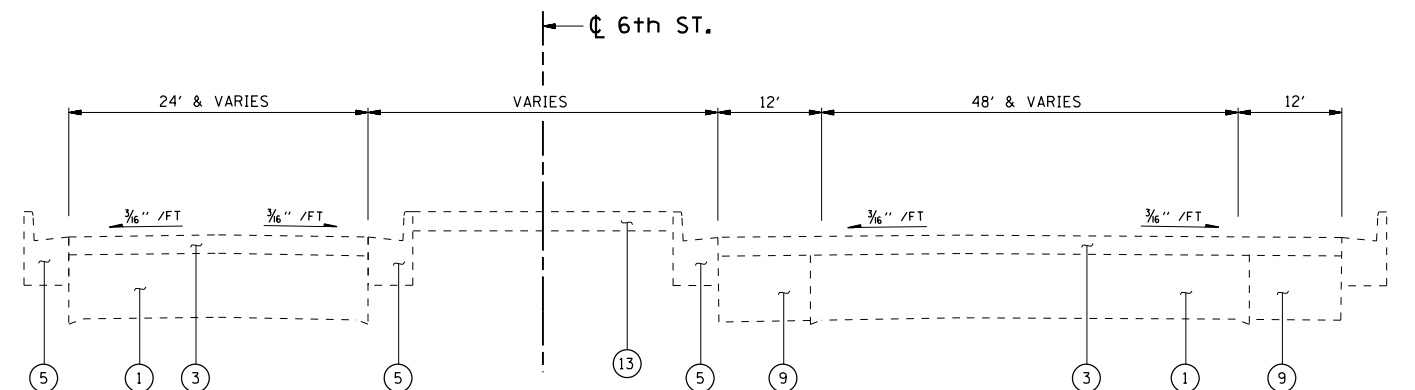 ℄ 6th ST.
24' & VARIES
VARIES
12'
48' & VARIES
12'
3/16'' /FT
3/16'' /FT
3/16'' /FT
3/16'' /FT
13
5
1
3
5
5
9
3
1
9